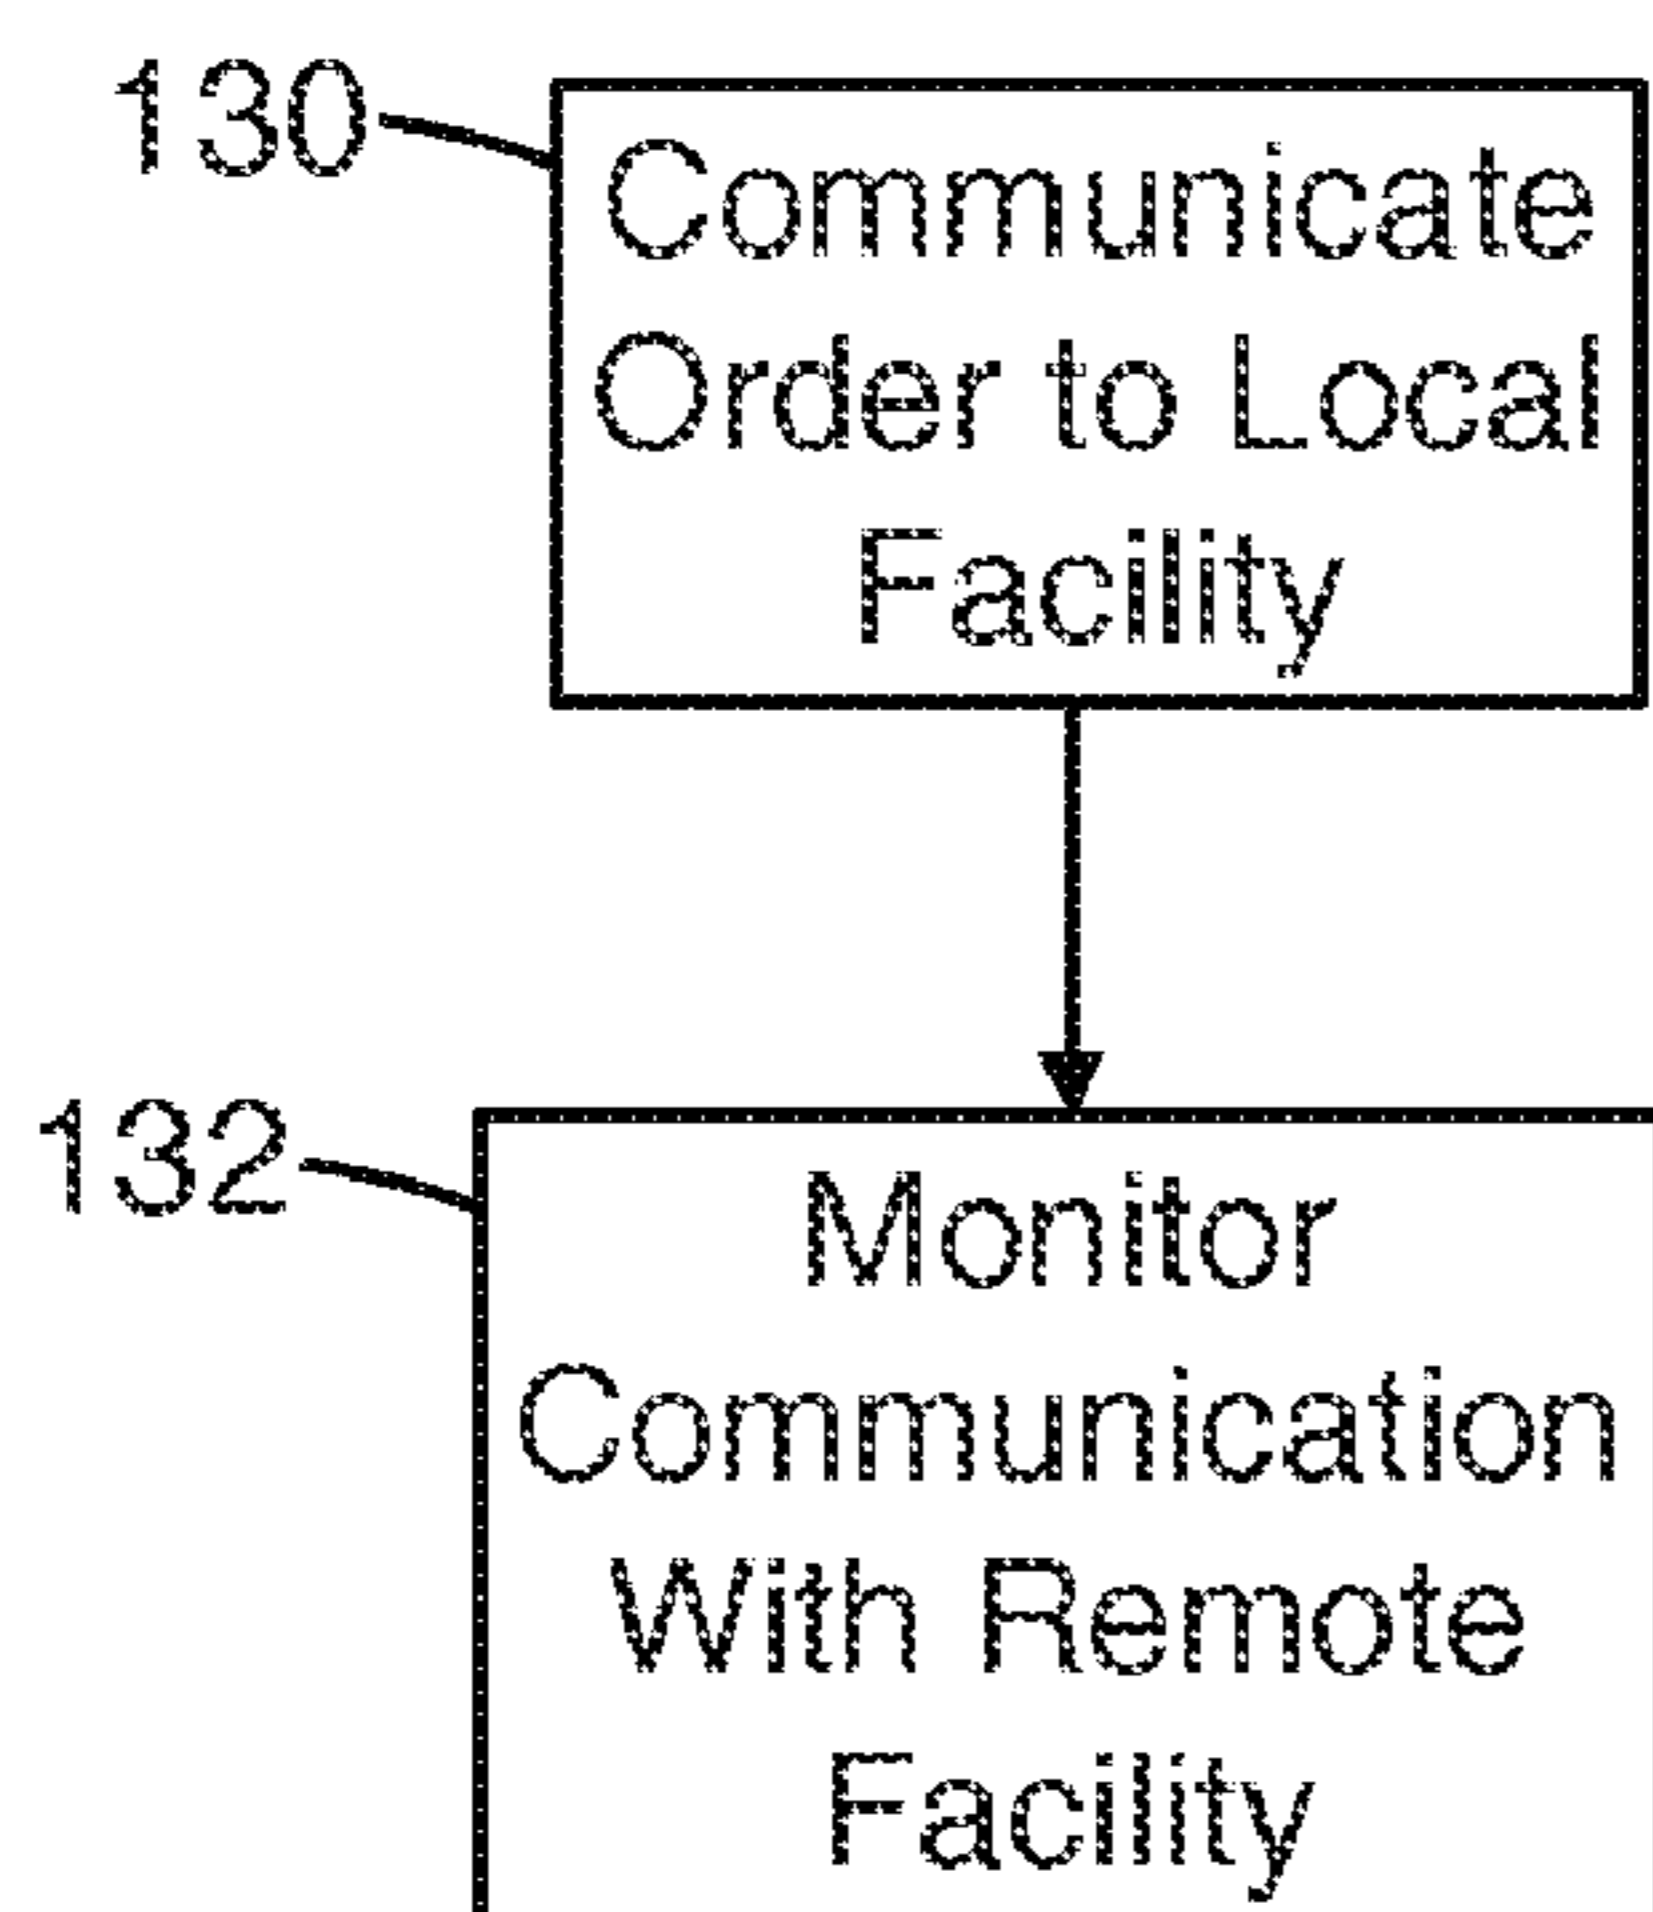 130
Communicate
Order to Local
Facility
132
Monitor
Communication
With Remote
Facility